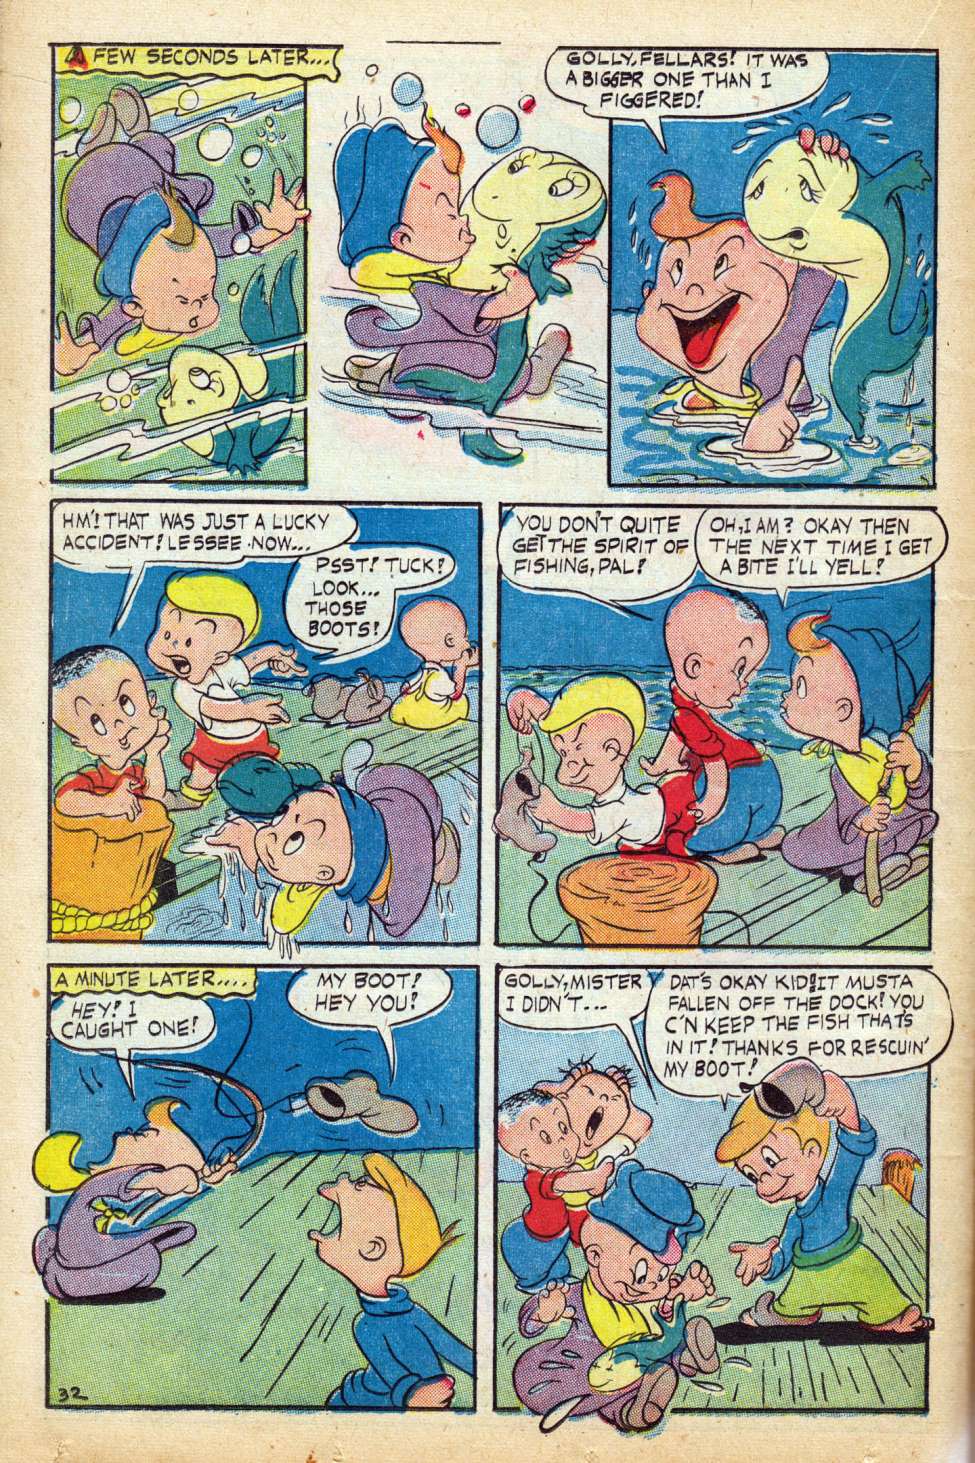 A FEW SECONDS LATER...
GOLLY, FELLARS! IT WAS
A BIGGER ONE THAN I
FIGGERED!
HM! THAT WAS JUST A LUCKY
ACCIDENT! LESSEE NOW...
PSST! TUCK!
LOOK...
THOSE
BOOTS!
YOU DON'T QUITE
GET THE SPIRIT OF
FISHING, PAL!
OH, I AM? OKAY THEN
THE NEXT TIME I GET
A BITE I'LL YELL!
A MINUTE LATER....
HEY! I
CAUGHT ONE!
MY BOOT!
HEY YOU!
GOLLY, MISTER
I DIDN'T...
DAT'S OKAY KID! IT MUSTA
FALLEN OFF THE DOCK! YOU
C'N KEEP THE FISH THAT'S
IN IT! THANKS FOR RESCUIN'
MY BOOT!
32